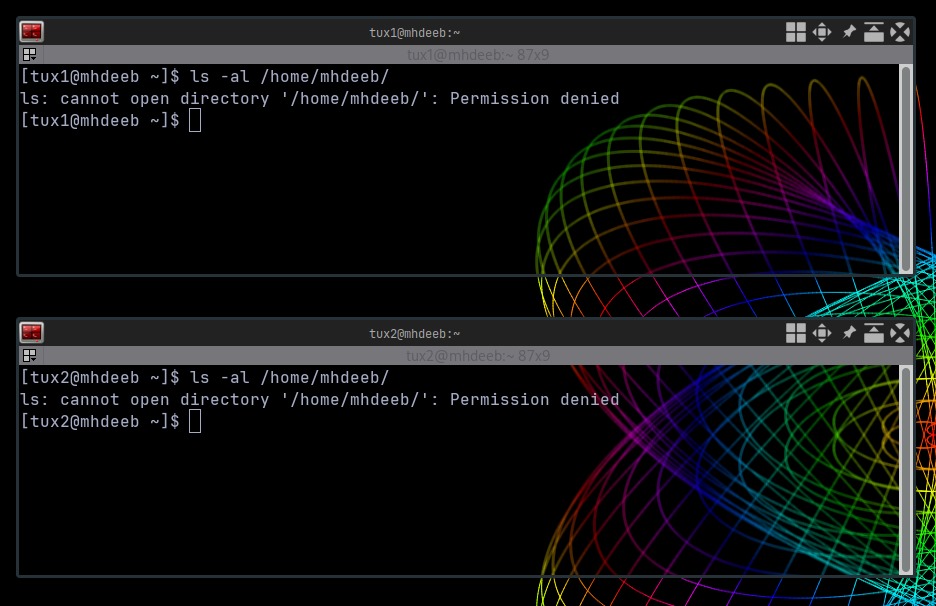 tux1@mhdeeb:~
tux1@mhdeeb:~ 87x9
[tux1@mhdeeb ~]$ ls -al /home/mhdeeb/
ls: cannot open directory '/home/mhdeeb/': Permission denied
[tux1@mhdeeb ~]$
tux2@mhdeeb:~
tux2@mhdeeb:~ 87x9
[tux2@mhdeeb ~]$ ls -al /home/mhdeeb/
ls: cannot open directory '/home/mhdeeb/': Permission denied
[tux2@mhdeeb ~]$